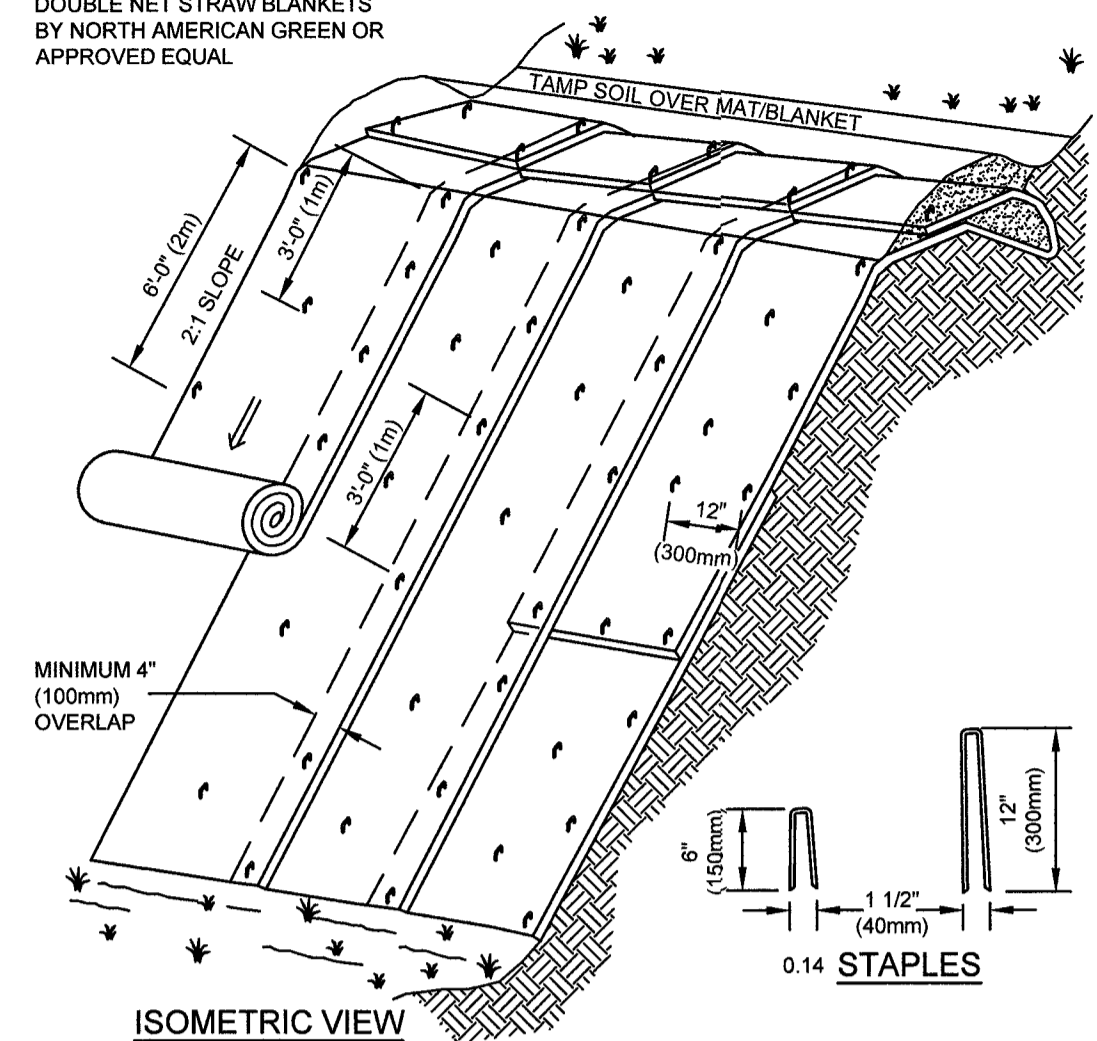 DOUBLE NET STRAW BLANKETS
BY NORTH AMERICAN GREEN OR
APPROVED EQUAL
TAMP SOIL OVER MAT/BLANKET
6'-0" (2m)
3'-0" (1m)
2:1 SLOPE
3'-0" (1m)
12"
(300mm)
MINIMUM 4"
(100mm)
OVERLAP
6"
(150mm)
12"
(300mm)
1 1/2"
(40mm)
0.14 STAPLES
ISOMETRIC VIEW